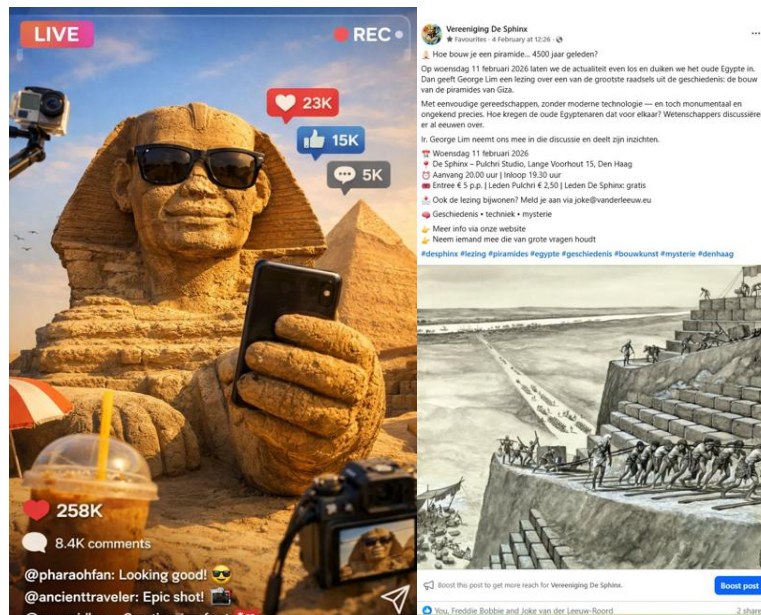 LIVE
REC
23K
15K
5K
258K
8.4K comments
@pharaohfan: Looking good! 😎
@ancienttraveler: Epic shot! 📸
Vereeniging De Sphinx
Favourites · 4 February at 12:26 ·
Hoe bouw je een piramide... 4500 jaar geleden?
Op woensdag 11 februari 2026 laten we de actualiteit even los en duiken we het oude Egypte in.
Dan geeft George Lim een lezing over een van de grootste raadsels uit de geschiedenis: de bouw
van de piramides van Giza.
Met eenvoudige gereedschappen, zonder moderne technologie — en toch monumentaal en
ongekend precies. Hoe kregen de oude Egyptenaren dat voor elkaar? Wetenschappers discussiëre
er al eeuwen over.
Ir. George Lim neemt ons mee in die discussie en deelt zijn inzichten.
📅 Woensdag 11 februari 2026
📍 De Sphinx – Pulchri Studio, Lange Voorhout 15, Den Haag
⏰ Aanvang 20.00 uur | Inloop 19.30 uur
🎟 Entree € 5 p.p. | Leden Pulchri € 2,50 | Leden De Sphinx: gratis
📩 Ook de lezing bijwonen? Meld je aan via joke@vanderleeuw.eu
🧠 Geschiedenis • techniek • mysterie
👉 Meer info via onze website
👉 Neem iemand mee die van grote vragen houdt
#desphinx #lezing #piramides #egypte #geschiedenis #bouwkunst #mysterie #denhaag
Boost this post to get more reach for Vereeniging De Sphinx.
Boost post
You, Freddie Bobbie and Joke van der Leeuw-Roord
2 share